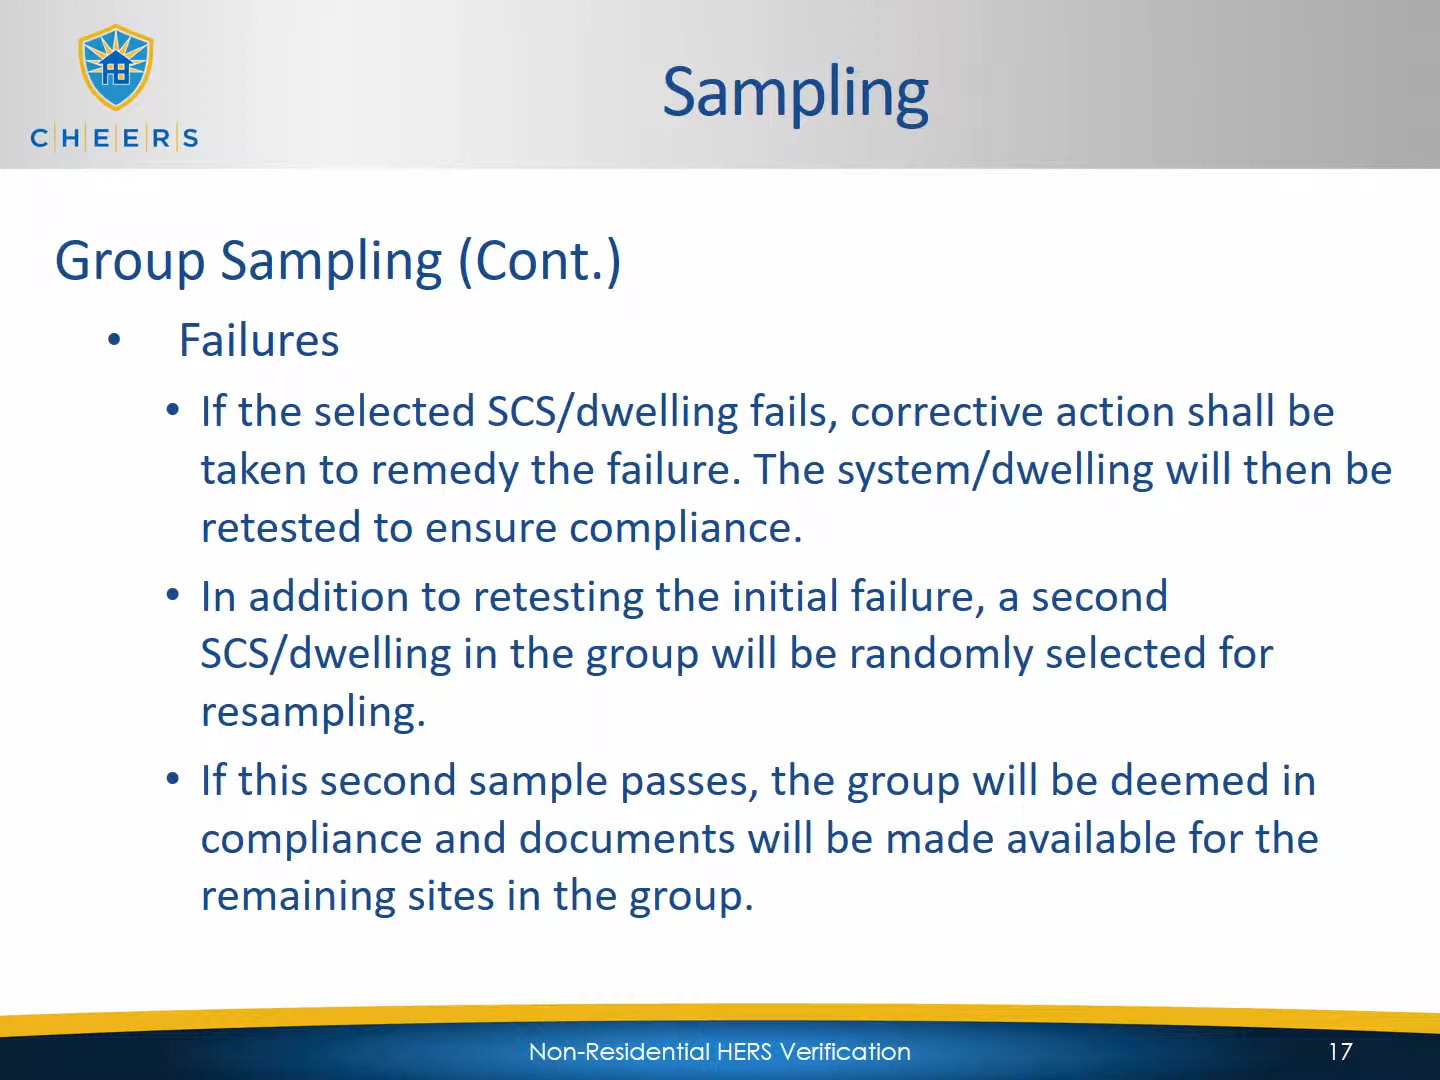 C|H|E|E|R|S
Sampling
Group Sampling (Cont.)
• Failures
• If the selected SCS/dwelling fails, corrective action shall be
taken to remedy the failure. The system/dwelling will then be
retested to ensure compliance.
• In addition to retesting the initial failure, a second
SCS/dwelling in the group will be randomly selected for
resampling.
• If this second sample passes, the group will be deemed in
compliance and documents will be made available for the
remaining sites in the group.
Non-Residential HERS Verification
17